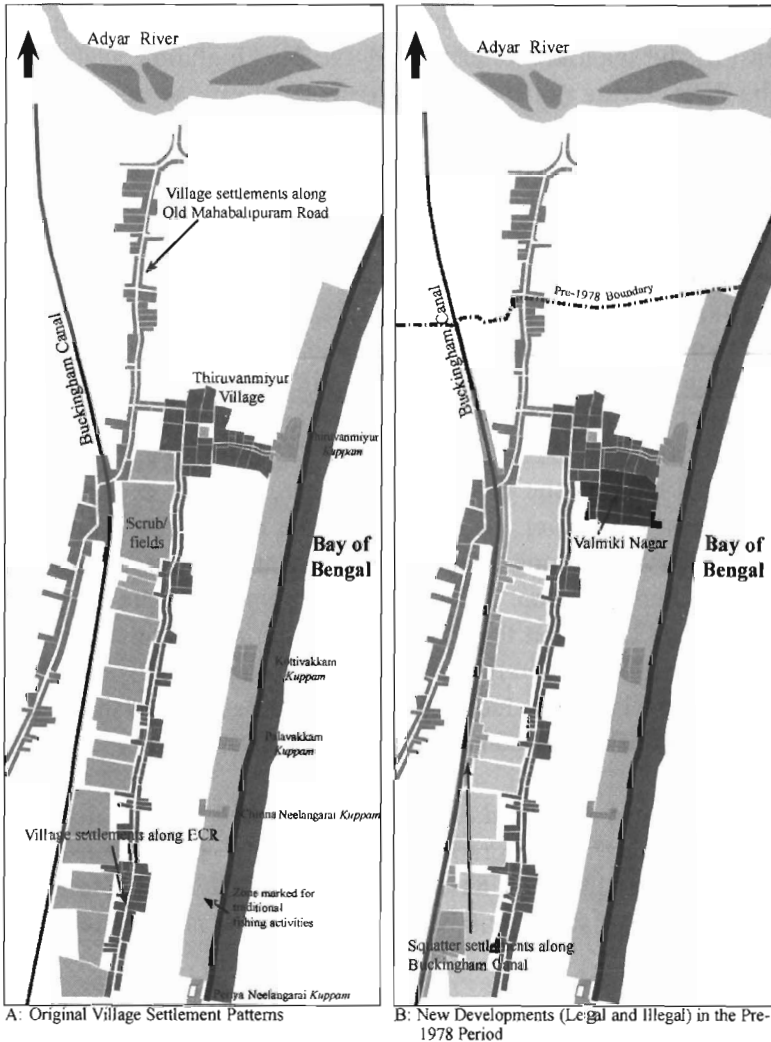 Adyar River
Village settlements along
Old Mahabalipuram Road
Buckingham Canal
Thiruvanmiyur
Village
Thiruvanmiyur
Kuppam
Scrub/
fields
Bay of
Bengal
Kottivakkam
Kuppam
Palavakkam
Kuppam
Chinna Neelangarai Kuppam
Village settlements along ECR
Zone marked for
traditional
fishing activities
Periya Neelangarai Kuppam
A: Original Village Settlement Patterns
Adyar River
Pre-1978 Boundary
Buckingham Canal
Valmiki Nagar
Bay of
Bengal
Squatter settlements along
Buckingham Canal
B: New Developments (Legal and Illegal) in the Pre-
1978 Period